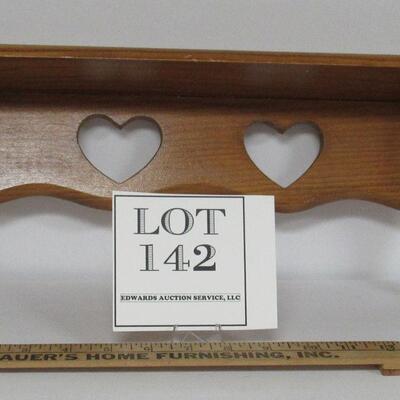 LOT
142
EDWARDS AUCTION SERVICE, LLC
AUER'S HOME FURNISHING, INC.